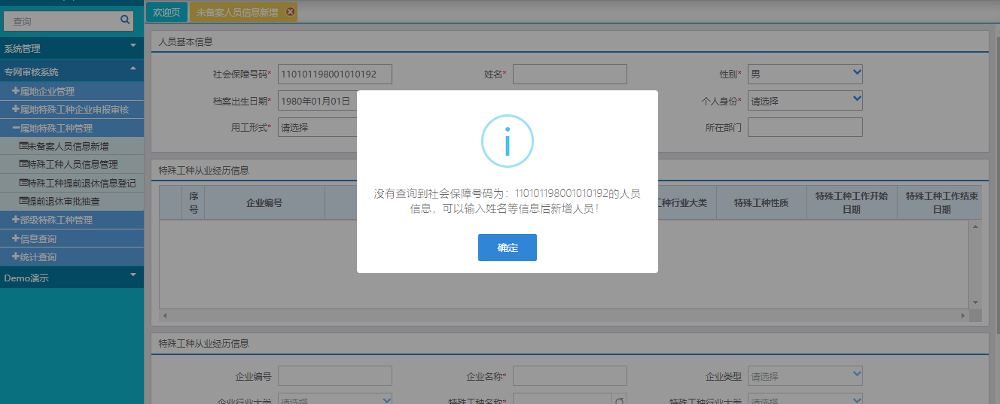 查询
系统管理
专网审核系统
属地企业管理
属地特殊工种企业申报审核
属地特殊工种管理
未备案人员信息新增
特殊工种人员信息管理
特殊工种提前退休信息登记
提前退休审批抽查
部级特殊工种管理
信息查询
统计查询
Demo演示
欢迎页 未备案人员信息新增
人员基本信息
社会保障号码* 110101198001010192 姓名* 性别* 男
档案出生日期* 1980年01月01日 个人身份* 请选择
用工形式* 请选择 所在部门
没有查询到社会保障号码为：110101198001010192的人员
信息，可以输入姓名等信息后新增人员！
确定
特殊工种从业经历信息
序号 企业编号 工种行业大类 特殊工种性质 特殊工种工作开始日期 特殊工种工作结束日期
特殊工种从业经历信息
企业编号 企业名称* 企业类型 请选择
企业行业大类 请选择 特殊工种名称* 特殊工种行业大类 请选择